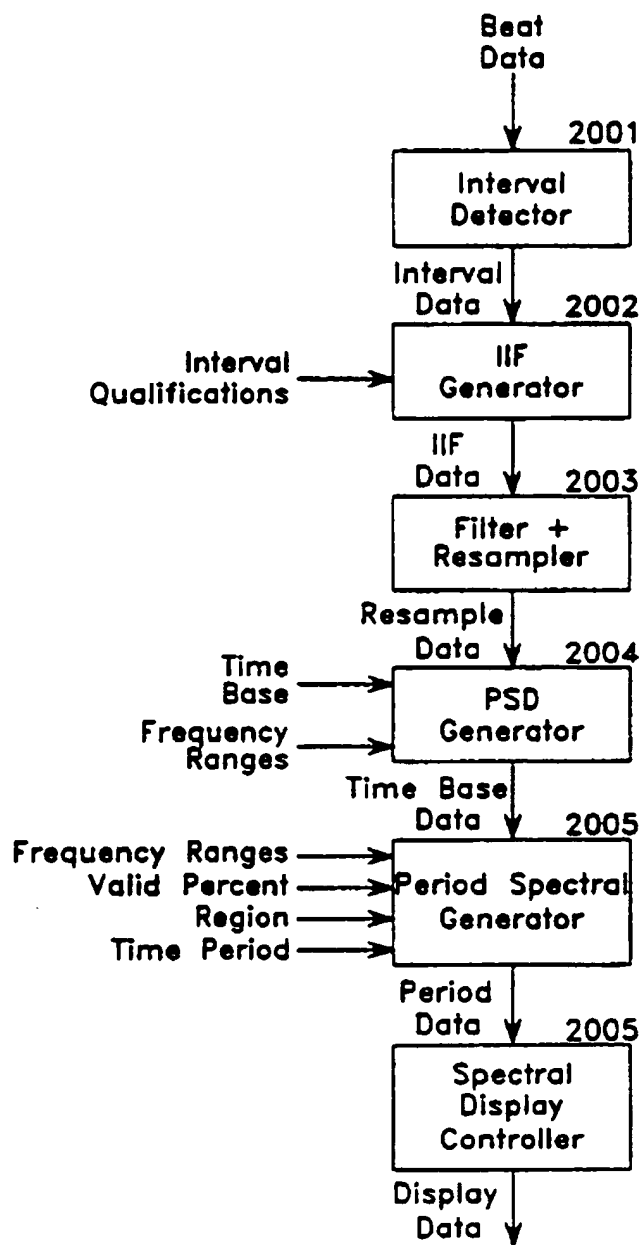 Beat
Data
2001
Interval
Detector
Interval
Data
2002
Interval
Qualifications
IIF
Generator
IIF
Data
2003
Filter +
Resampler
Resample
Data
2004
Time
Base
Frequency
Ranges
PSD
Generator
Time Base
Data
2005
Frequency Ranges
Valid Percent
Region
Time Period
Period Spectral
Generator
Period
Data
2005
Spectral
Display
Controller
Display
Data